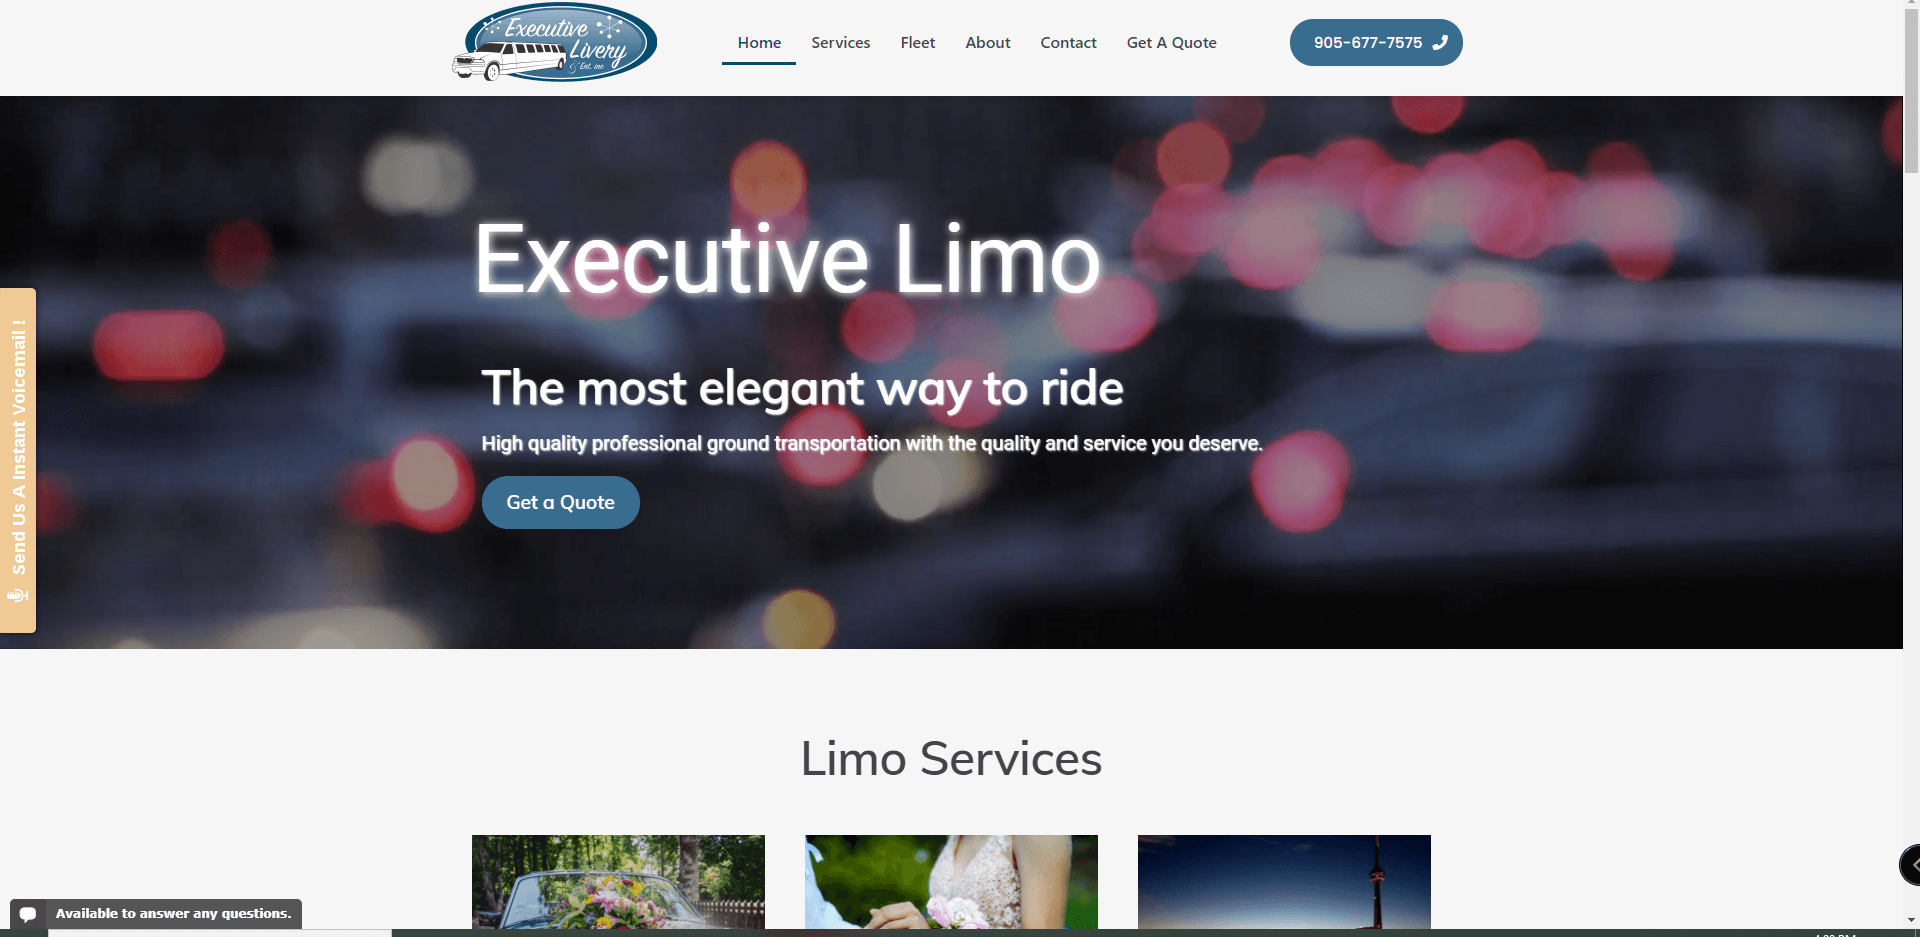 Executive
Livery
& Ent. inc
Home
Services
Fleet
About
Contact
Get A Quote
905-677-7575
Executive Limo
The most elegant way to ride
High quality professional ground transportation with the quality and service you deserve.
Get a Quote
Send Us A Instant Voicemail !
Limo Services
Available to answer any questions.